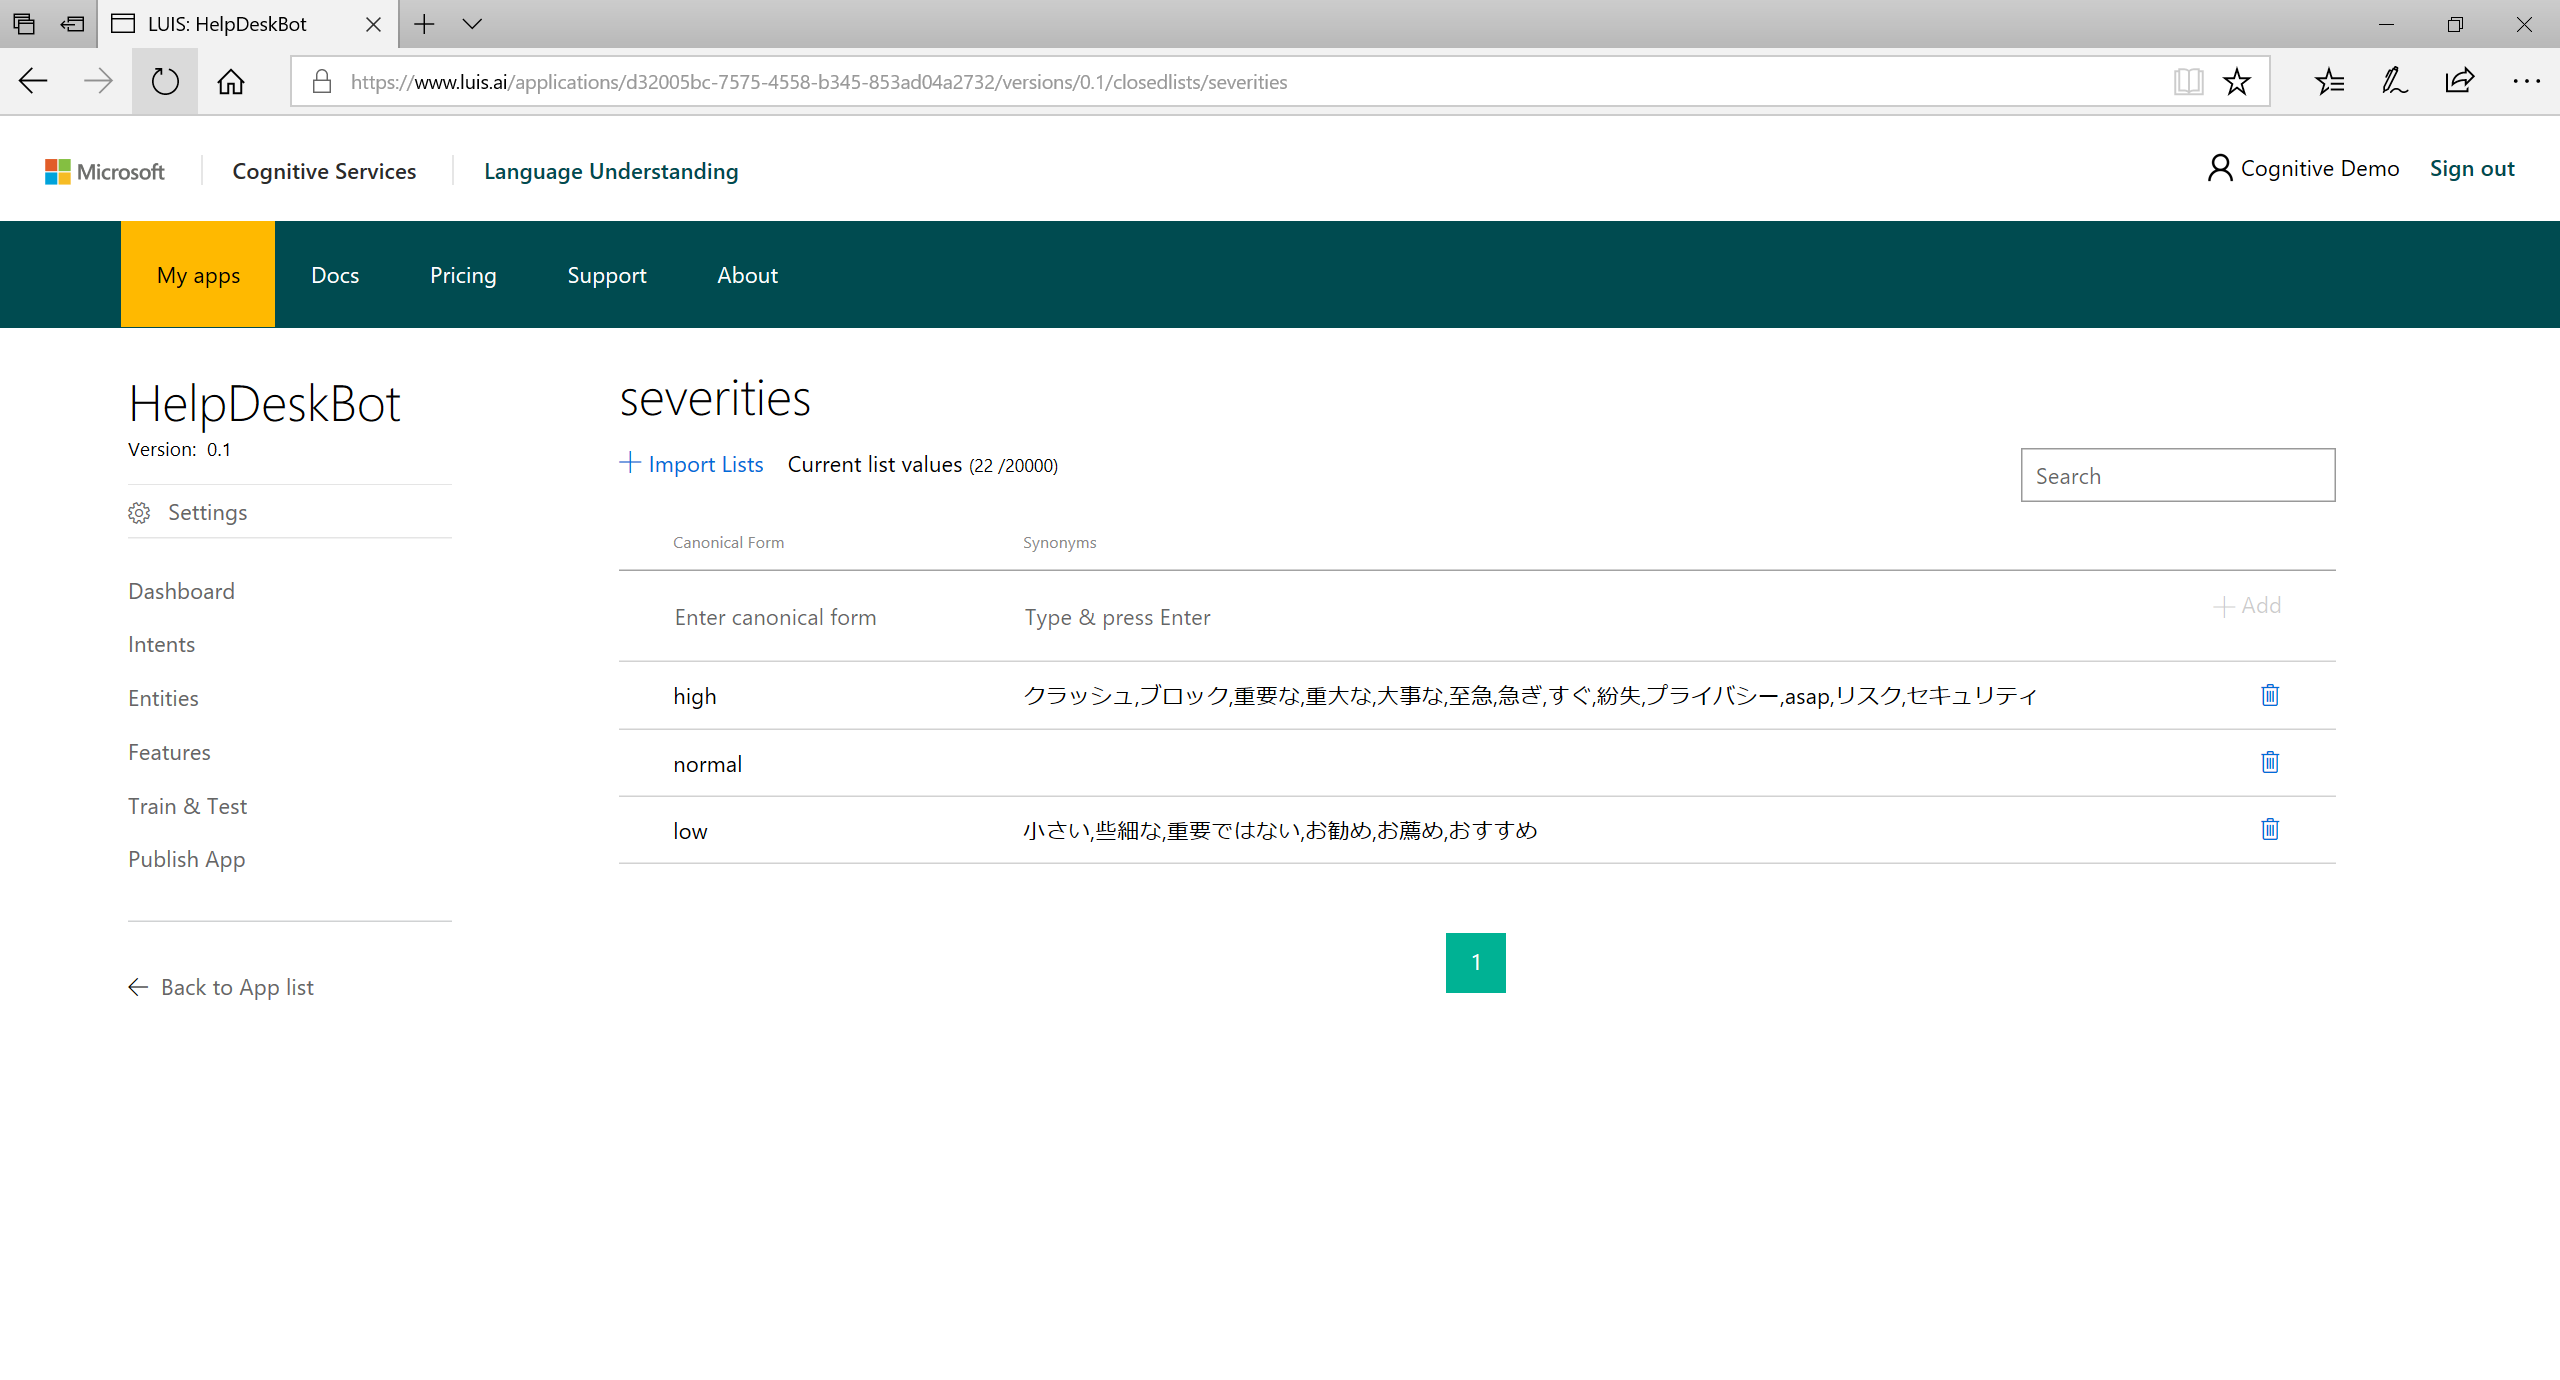 LUIS: HelpDeskBot
https://www.luis.ai/applications/d32005bc-7575-4558-b345-853ad04a2732/versions/0.1/closedlists/severities
Microsoft
Cognitive Services
Language Understanding
Cognitive Demo
Sign out
My apps
Docs
Pricing
Support
About
HelpDeskBot
Version: 0.1
Settings
Dashboard
Intents
Entities
Features
Train & Test
Publish App
Back to App list
severities
Import Lists
Current list values (22 /20000)
Search
Canonical Form
Synonyms
Enter canonical form
Type & press Enter
Add
high
クラッシュ,ブロック,重要な,重大な,大事な,至急,急ぎ,すぐ,紛失,プライバシー,asap,リスク,セキュリティ
normal
low
小さい,些細な,重要ではない,お勧め,お薦め,おすすめ
1